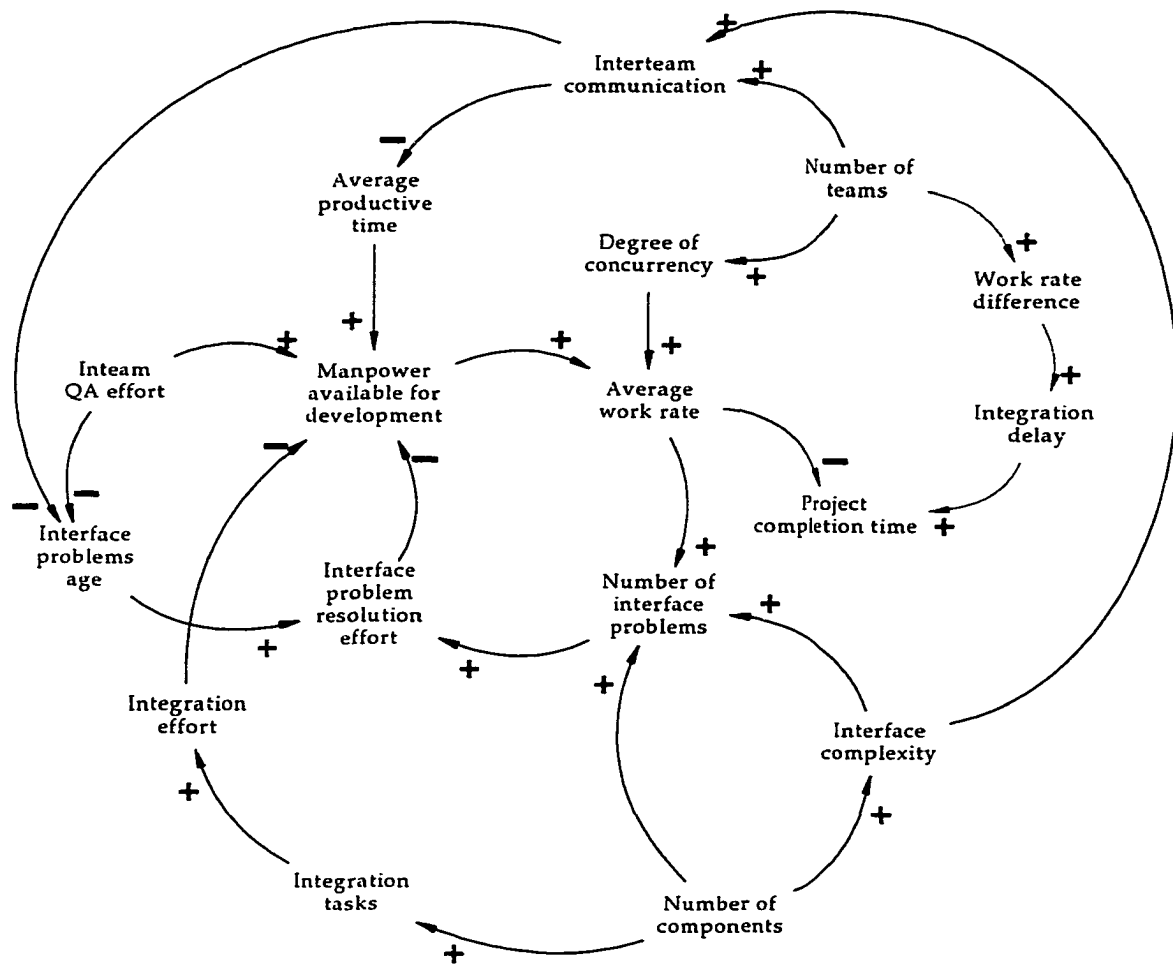 +
Interteam
communication
+
−
Number of
teams
Average
productive
time
Degree of
concurrency
+
+
Work rate
difference
+
+
+
+
Inteam
QA effort
Manpower
available for
development
Average
work rate
+
+
Integration
delay
−
−
−
−
−
Project
completion time
+
Interface
problems
age
Interface
problem
resolution
effort
+
Number of
interface
problems
+
+
+
+
Integration
effort
Interface
complexity
+
+
Integration
tasks
Number of
components
+